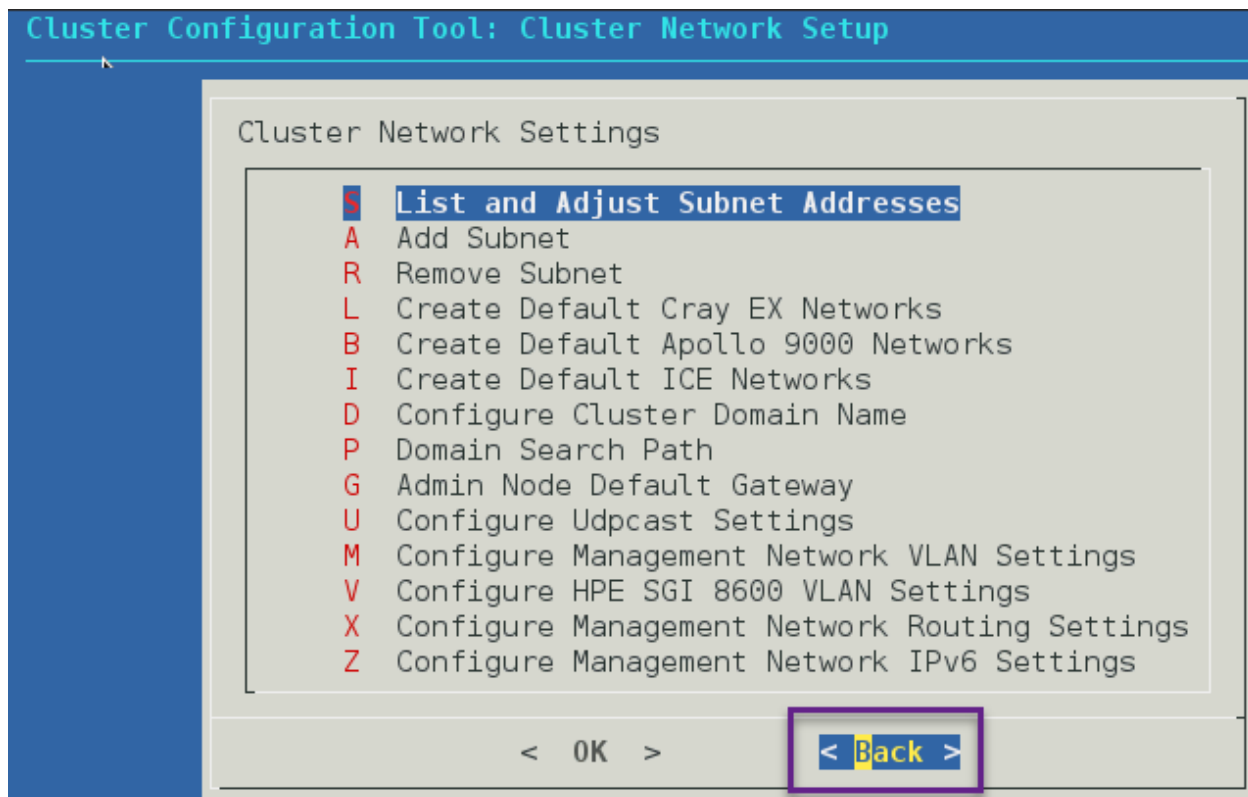 Cluster Configuration Tool: Cluster Network Setup
Cluster Network Settings
S List and Adjust Subnet Addresses
A Add Subnet
R Remove Subnet
L Create Default Cray EX Networks
B Create Default Apollo 9000 Networks
I Create Default ICE Networks
D Configure Cluster Domain Name
P Domain Search Path
G Admin Node Default Gateway
U Configure Udpcast Settings
M Configure Management Network VLAN Settings
V Configure HPE SGI 8600 VLAN Settings
X Configure Management Network Routing Settings
Z Configure Management Network IPv6 Settings
< OK > < Back >